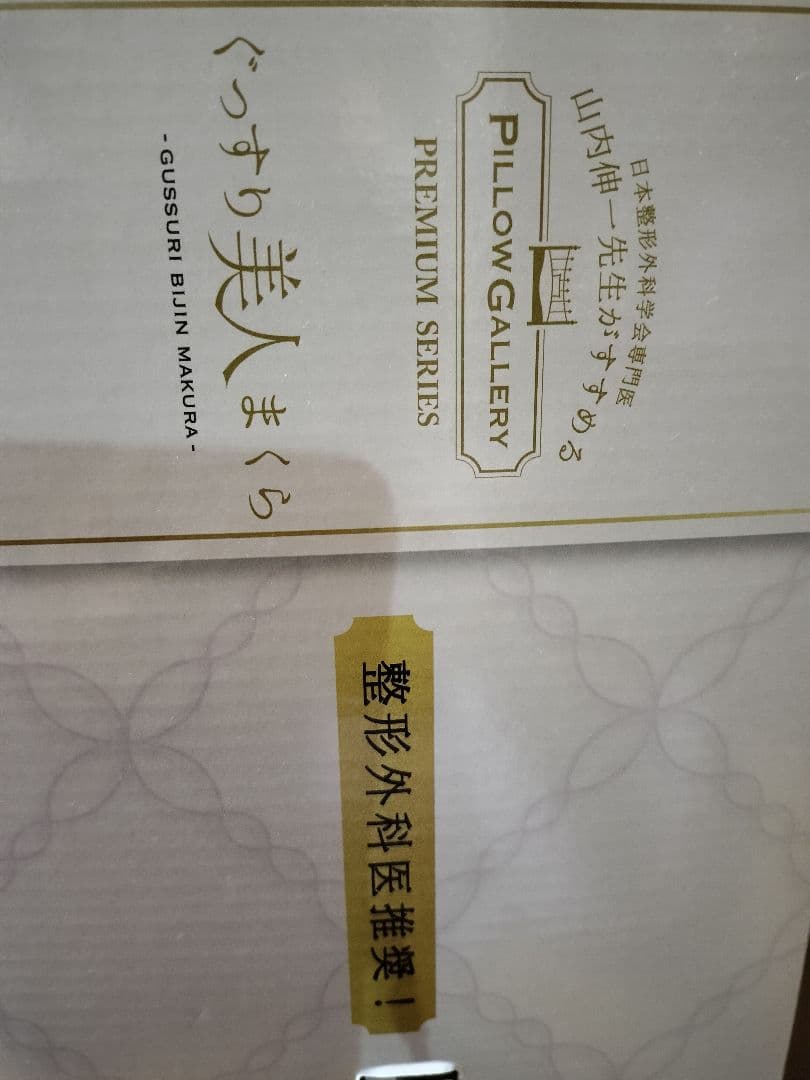 日本整形外科学会専門医
山内伸一先生がすすめる
PILLOW GALLERY
PREMIUM SERIES
ぐっすり美人まくら
- GUSSURI BIJIN MAKURA -
整形外科医推奨!